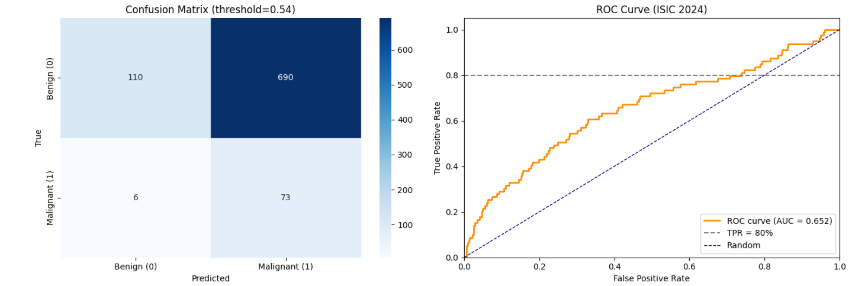 Confusion Matrix (threshold=0.54)
True
Benign (0)
Malignant (1)
110
690
6
73
Benign (0)
Malignant (1)
Predicted
600
500
400
300
200
100
ROC Curve (ISIC 2024)
True Positive Rate
1.0
0.8
0.6
0.4
0.2
0.0
ROC curve (AUC = 0.652)
TPR = 80%
Random
0.0 0.2 0.4 0.6 0.8 1.0
False Positive Rate